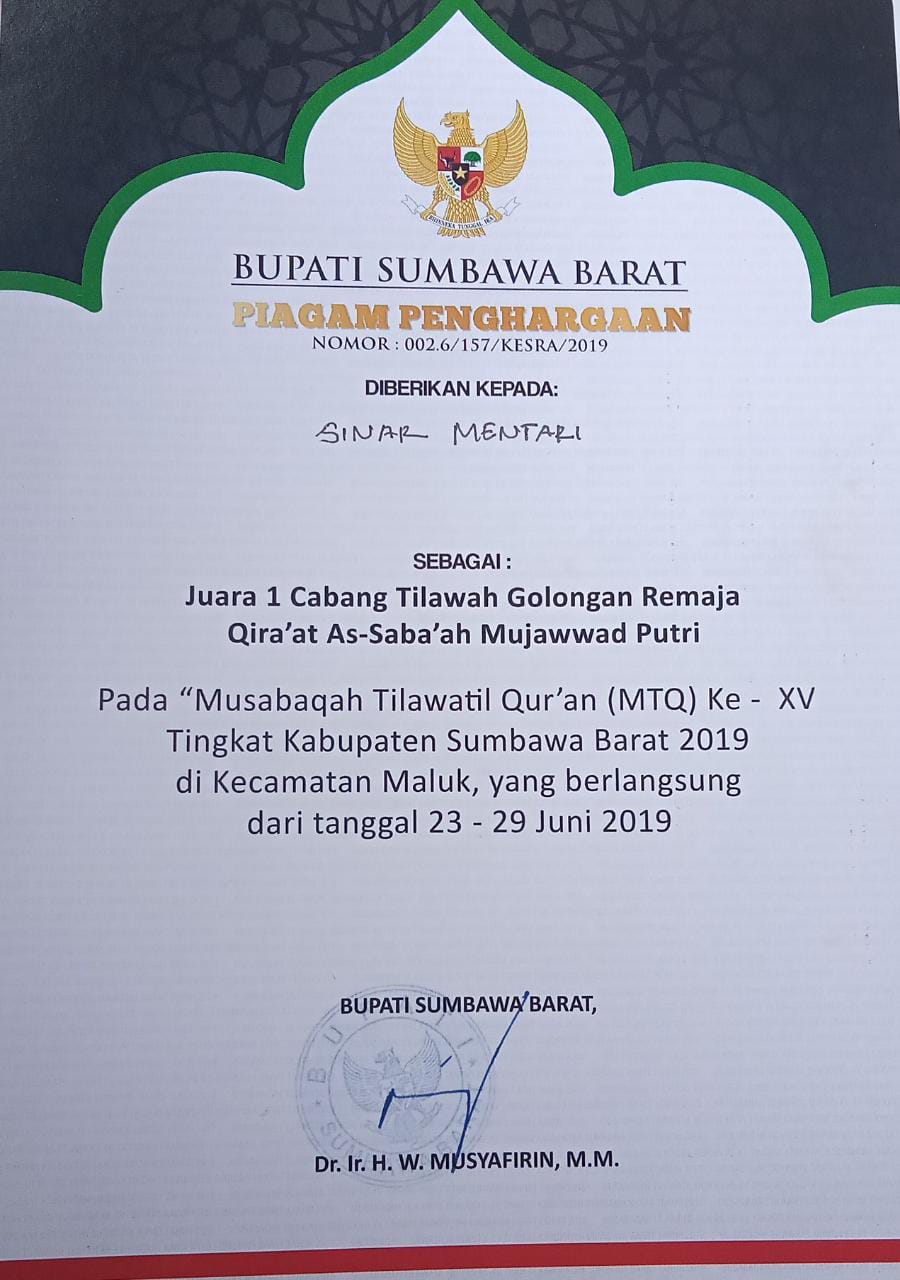 BHINNEKA TUNGGAL IKA
BUPATI SUMBAWA BARAT
PIAGAM PENGHARGAAN
NOMOR : 002.6/157/KESRA/2019
DIBERIKAN KEPADA:
SINAR MENTARI
SEBAGAI :
Juara 1 Cabang Tilawah Golongan Remaja
Qira’at As-Saba’ah Mujawwad Putri
Pada “Musabaqah Tilawatil Qur’an (MTQ) Ke - XV
Tingkat Kabupaten Sumbawa Barat 2019
di Kecamatan Maluk, yang berlangsung
dari tanggal 23 - 29 Juni 2019
BUPATI SUMBAWA BARAT,
BUPATI
SUMBAWA BARAT
Dr. Ir. H. W. MUSYAFIRIN, M.M.